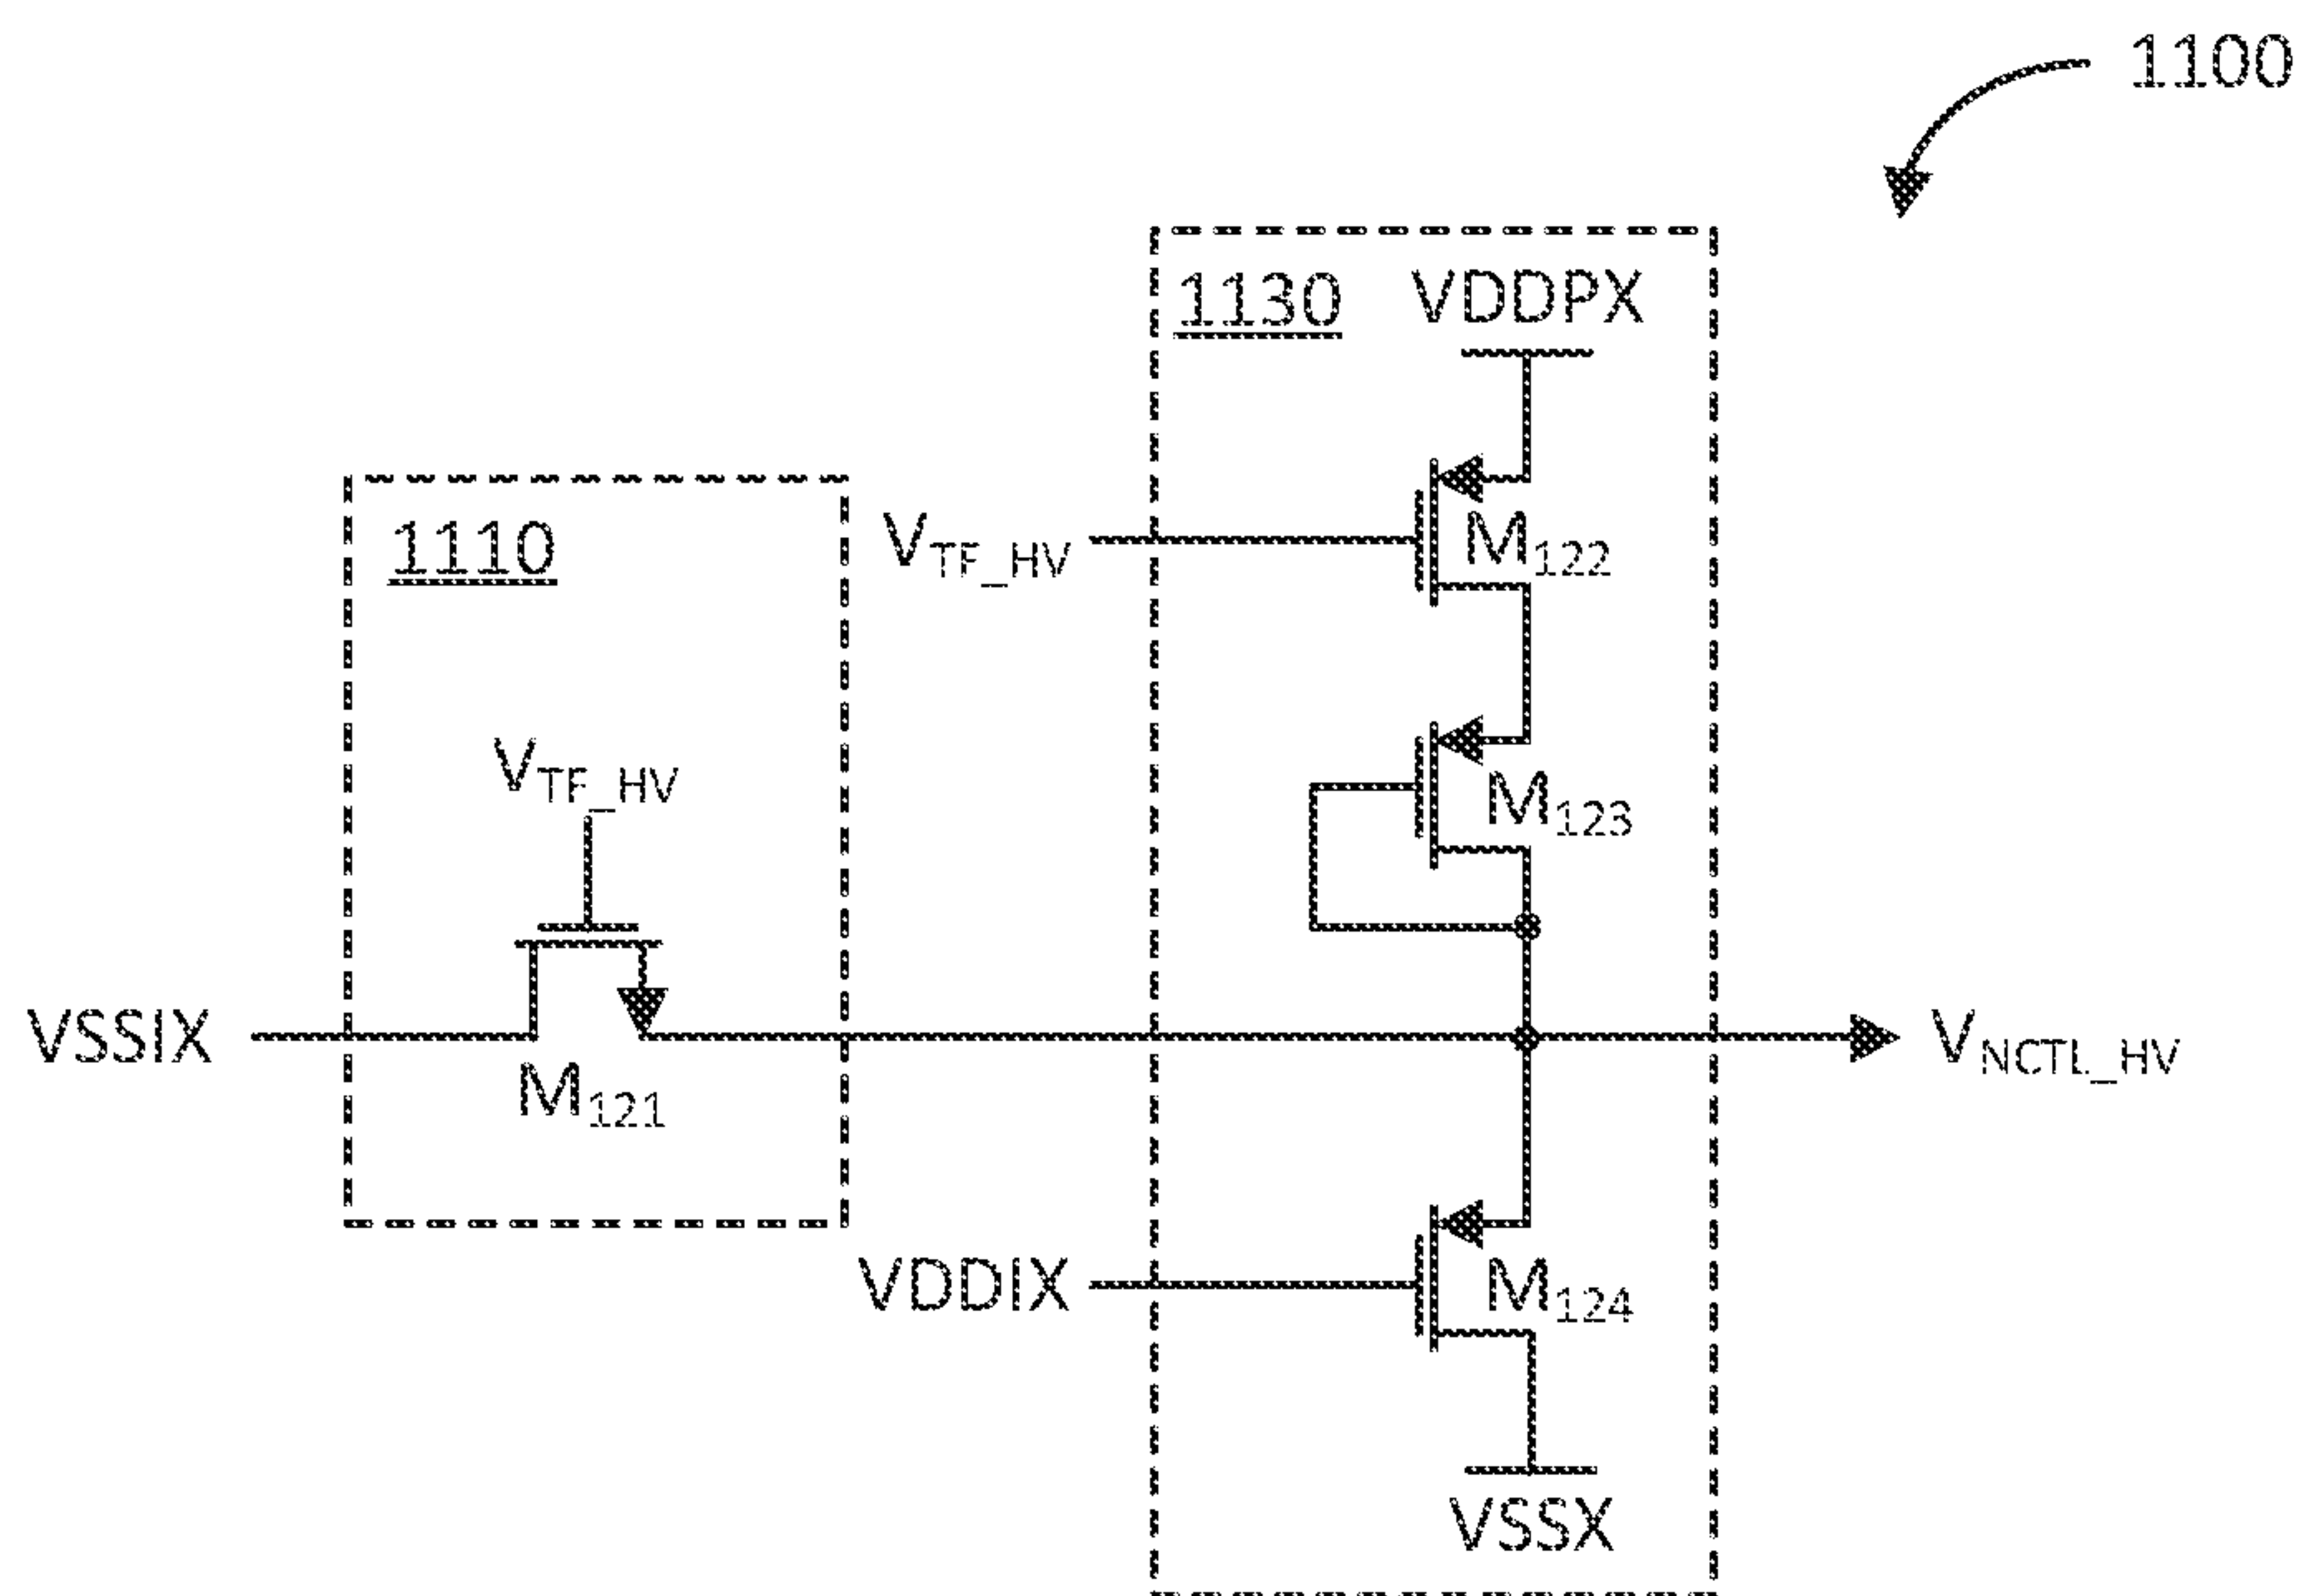 1100
1130 VDDPX
1110
VTF_HV
M122
VTF_HV
M123
VSSIX
M121
VNCTL_HV
VDDIX
M124
VSSX